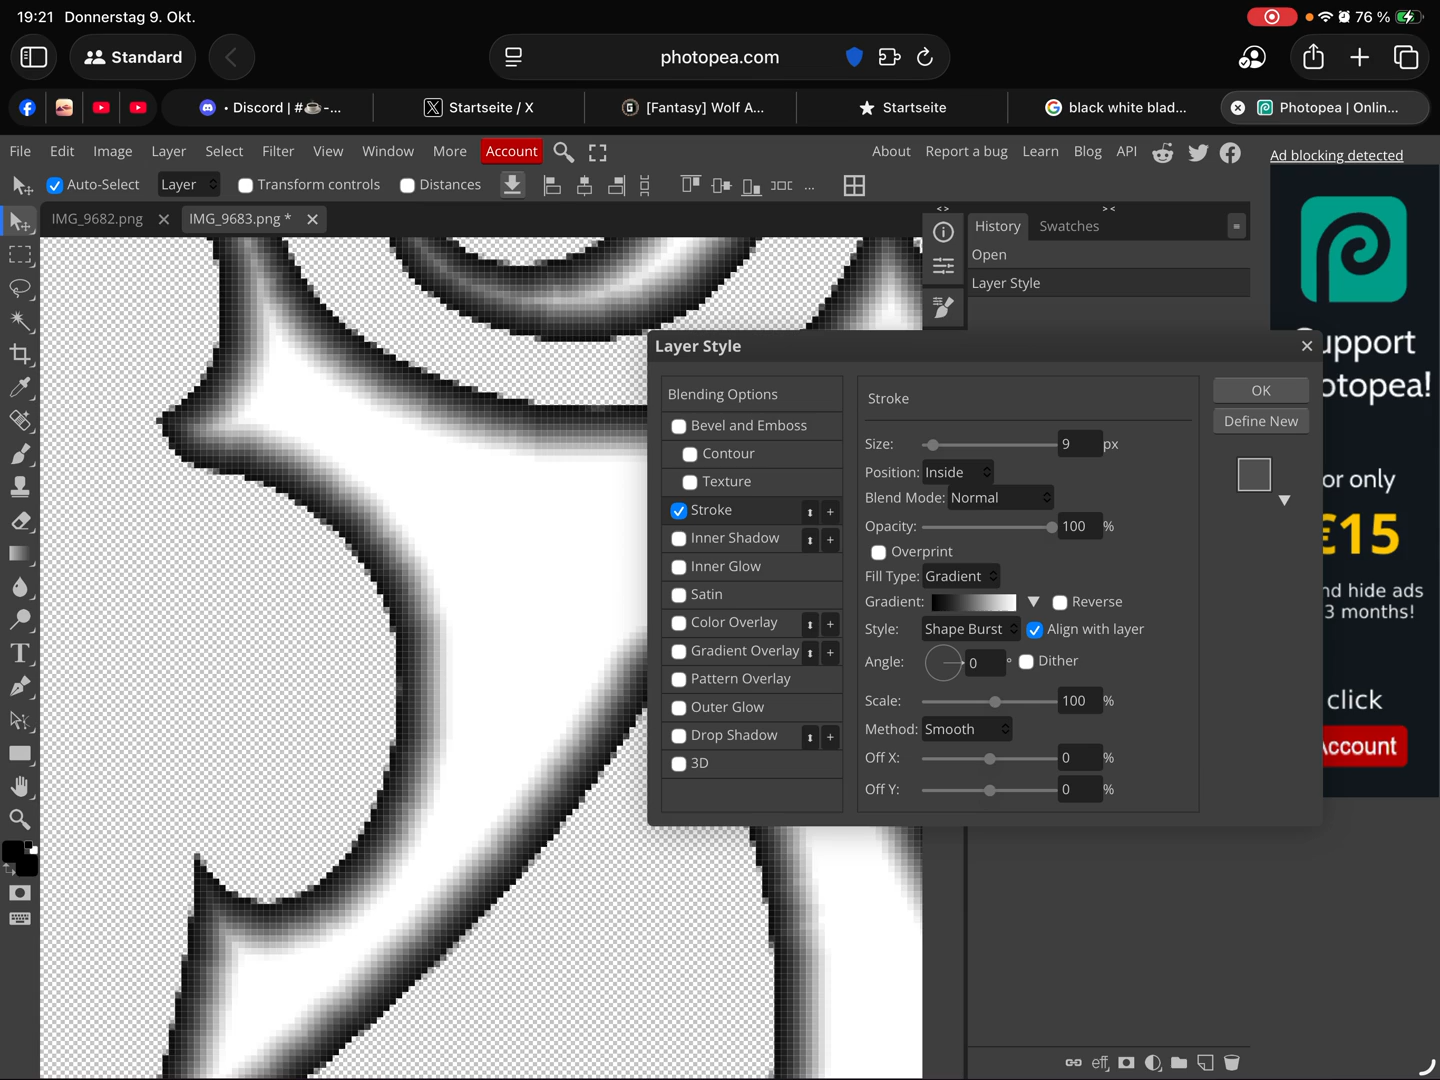 19:21 Donnerstag 9. Okt.
76 %
Standard
photopea.com
• Discord | #☕-...
Startseite / X
[Fantasy] Wolf A...
Startseite
black white blad...
Photopea | Onlin...
File Edit Image Layer Select Filter View Window More Account
About Report a bug Learn Blog API
Ad blocking detected
Auto-Select Layer Transform controls Distances ...
IMG_9682.png
IMG_9683.png *
< >
> <
History
Swatches
Open
Layer Style
Layer Style
Blending Options
Bevel and Emboss
Contour
Texture
Stroke
Inner Shadow
Inner Glow
Satin
Color Overlay
Gradient Overlay
Pattern Overlay
Outer Glow
Drop Shadow
3D
Stroke
Size: 9 px
Position: Inside
Blend Mode: Normal
Opacity: 100 %
Overprint
Fill Type: Gradient
Gradient: Reverse
Style: Shape Burst Align with layer
Angle: 0 ° Dither
Scale: 100 %
Method: Smooth
Off X: 0 %
Off Y: 0 %
OK
Define New
upport
otopea!
or only
€15
nd hide ads
3 months!
click
Account
eff